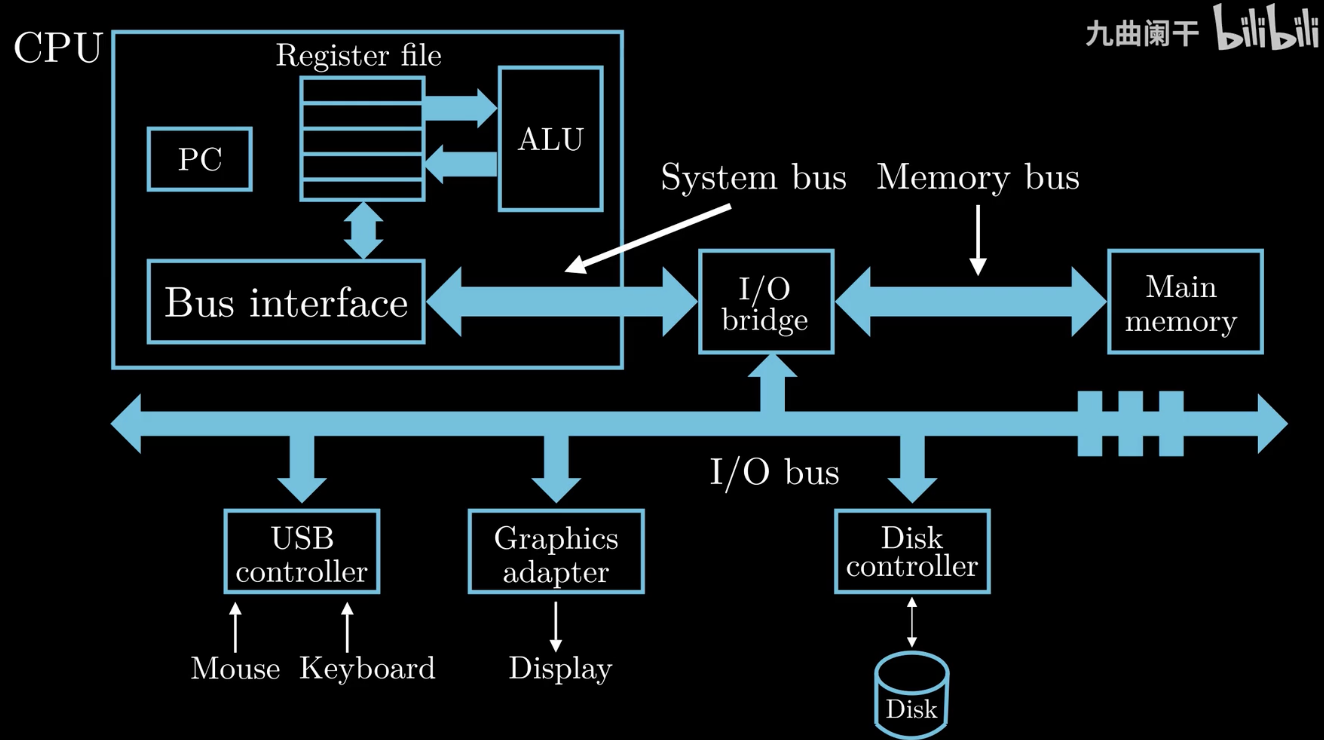 九曲阑干 bilibili
CPU
Register file
PC
ALU
System bus
Memory bus
Bus interface
I/O
bridge
Main
memory
I/O bus
USB
controller
Graphics
adapter
Disk
controller
Mouse
Keyboard
Display
Disk